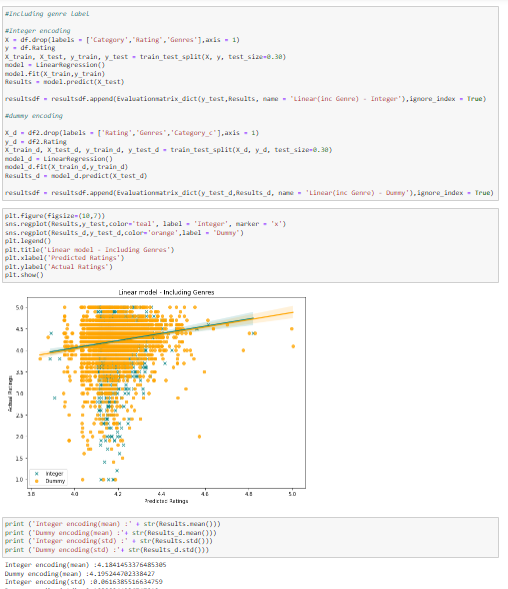 #Including genre label
#Integer encoding
X = df.drop(labels = ['Category','Rating','Genres'],axis = 1)
y = df.Rating
X_train, X_test, y_train, y_test = train_test_split(X, y, test_size=0.30)
model = LinearRegression()
model.fit(X_train,y_train)
Results = model.predict(X_test)
resultsdf = resultsdf.append(Evaluationmatrix_dict(y_test,Results, name = 'Linear(inc Genre) - Integer'),ignore_index = True)
#dummy encoding
X_d = df2.drop(labels = ['Rating','Genres','Category_c'],axis = 1)
y_d = df2.Rating
X_train_d, X_test_d, y_train_d, y_test_d = train_test_split(X_d, y_d, test_size=0.30)
model_d = LinearRegression()
model_d.fit(X_train_d,y_train_d)
Results_d = model_d.predict(X_test_d)
resultsdf = resultsdf.append(Evaluationmatrix_dict(y_test_d,Results_d, name = 'Linear(inc Genre) - Dummy'),ignore_index = True)
plt.figure(figsize=(10,7))
sns.regplot(Results,y_test,color='teal', label = 'Integer', marker = 'x')
sns.regplot(Results_d,y_test_d,color='orange',label = 'Dummy')
plt.legend()
plt.title('Linear model - Including Genres')
plt.xlabel('Predicted Ratings')
plt.ylabel('Actual Ratings')
plt.show()
Linear model - Including Genres
5.0
4.5
4.0
3.5
3.0
2.5
2.0
1.5
1.0
Actual Ratings
Integer
Dummy
3.8 4.0 4.2 4.4 4.6 4.8 5.0
Predicted Ratings
print ('Integer encoding(mean) :' + str(Results.mean()))
print ('Dummy encoding(mean) :'+ str(Results_d.mean()))
print ('Integer encoding(std) :' + str(Results.std()))
print ('Dummy encoding(std) :'+ str(Results_d.std()))
Integer encoding(mean) :4.1841453376485305
Dummy encoding(mean) :4.195244702338427
Integer encoding(std) :0.0616385516634759